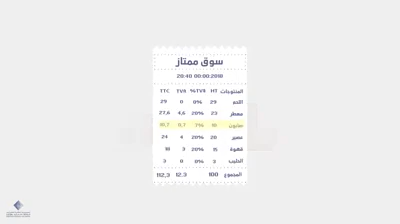 سوق ممتاز
20:40 00:00:2018
المنتوجات HT %TVA TVA TTC
اللحم 29 0% 0 29
معطر 23 20% 4,6 27,6
صابون 10 7% 0,7 10,7
عصير 20 20% 4 24
قهوة 15 20% 3 18
الحليب 3 0% 0 3
المجموع 100 12.3 112,3